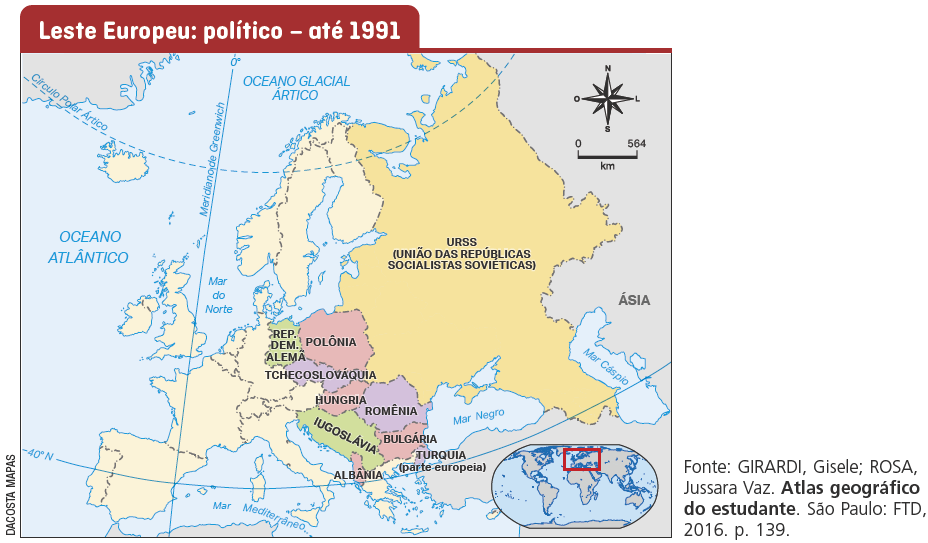 Leste Europeu: político – até 1991
Círculo Polar Ártico
0°
OCEANO GLACIAL
ÁRTICO
Meridiano de Greenwich
N
O
L
S
0
564
km
OCEANO
ATLÂNTICO
URSS
(UNIÃO DAS REPÚBLICAS
SOCIALISTAS SOVIÉTICAS)
Mar
do
Norte
ÁSIA
REP.
DEM.
ALEMÃ
POLÔNIA
Mar Cáspio
TCHECOSLOVÁQUIA
HUNGRIA
ROMÊNIA
Mar Negro
IUGOSLÁVIA
BULGÁRIA
TURQUIA
(parte europeia)
ALBÂNIA
40° N
Mar Mediterrâneo
DACOSTA MAPAS
Fonte: GIRARDI, Gisele; ROSA,
Jussara Vaz. Atlas geográfico
do estudante. São Paulo: FTD,
2016. p. 139.